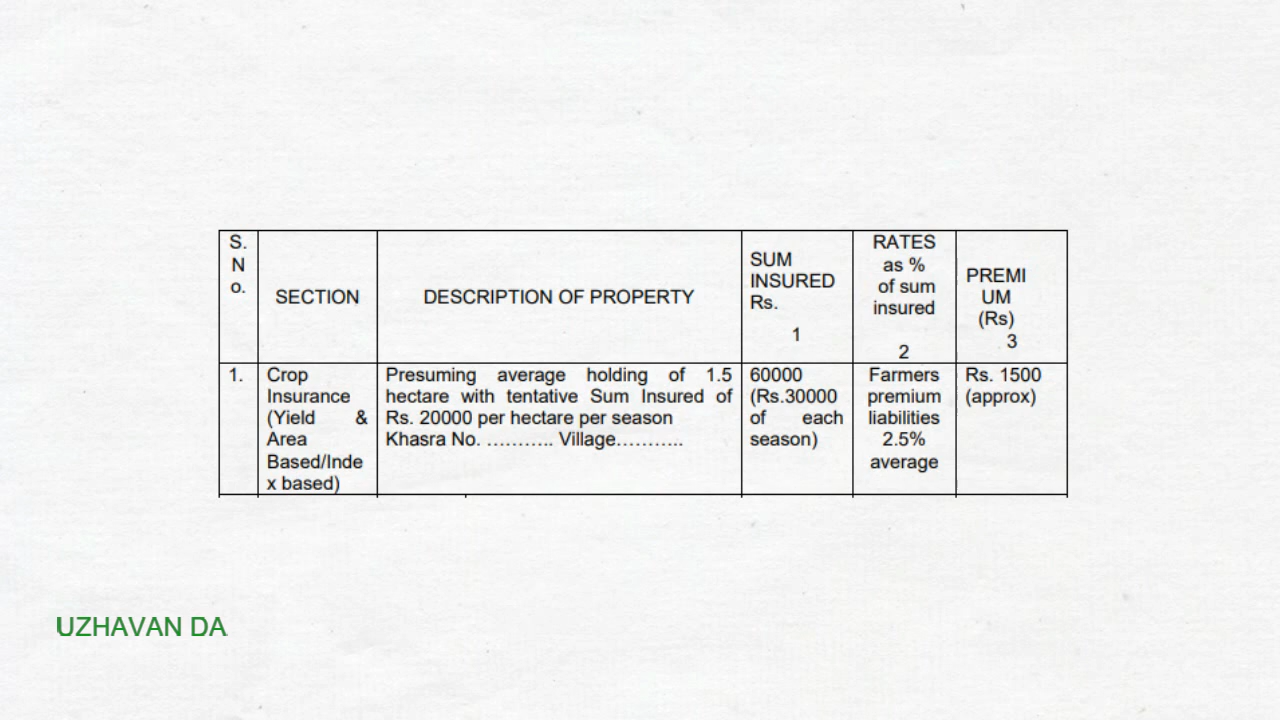 S.
N
o.
SECTION
DESCRIPTION OF PROPERTY
SUM
INSURED
Rs.
1
RATES
as %
of sum
insured
2
PREMI
UM
(Rs)
3
1.
Crop
Insurance
(Yield &
Area
Based/Inde
x based)
Presuming average holding of 1.5
hectare with tentative Sum Insured of
Rs. 20000 per hectare per season
Khasra No. ……….. Village………..
60000
(Rs.30000
of each
season)
Farmers
premium
liabilities
2.5%
average
Rs. 1500
(approx)
UZHAVAN DA